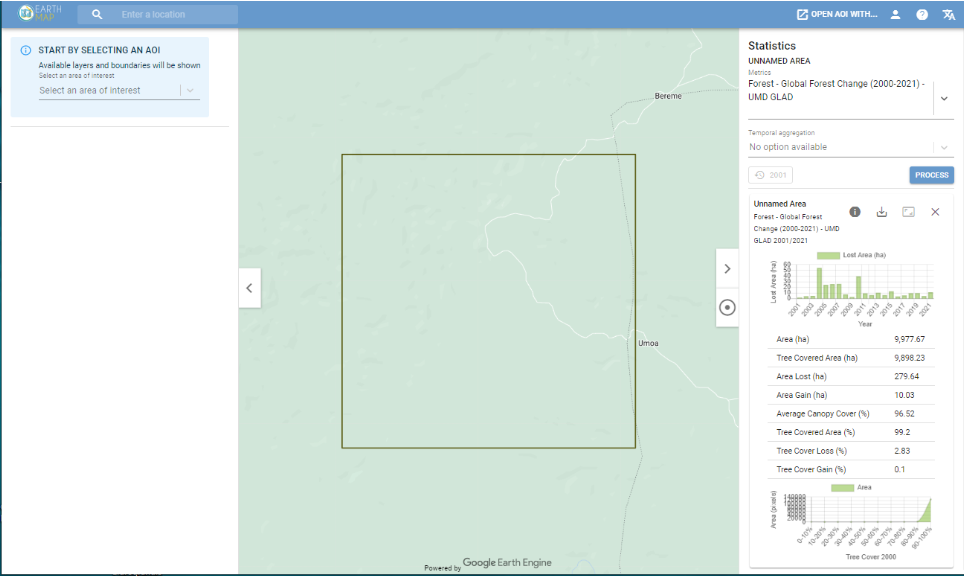 EARTH
MAP
Enter a location
OPEN AOI WITH...
START BY SELECTING AN AOI
Available layers and boundaries will be shown
Select an area of interest
Select an area of interest
Bereme
Umoa
Powered by Google Earth Engine
Statistics
UNNAMED AREA
Metrics
Forest - Global Forest Change (2000-2021) -
UMD GLAD
Temporal aggregation
No option available
2001
PROCESS
Unnamed Area
Forest - Global Forest
Change (2000-2021) - UMD
GLAD 2001/2021
Lost Area (ha)
Lost Area (ha)
60
50
40
30
20
10
0
2001
2003
2005
2007
2009
2011
2013
2015
2017
2019
2021
Year
Area (ha) 9,977.67
Tree Covered Area (ha) 9,898.23
Area Lost (ha) 279.64
Area Gain (ha) 10.03
Average Canopy Cover (%) 96.52
Tree Covered Area (%) 99.2
Tree Cover Loss (%) 2.83
Tree Cover Gain (%) 0.1
Area
Area (pixels)
140000
20000
0
0-10%
10-20%
20-30%
30-40%
40-50%
50-60%
60-70%
70-80%
80-90%
90-100%
Tree Cover 2000